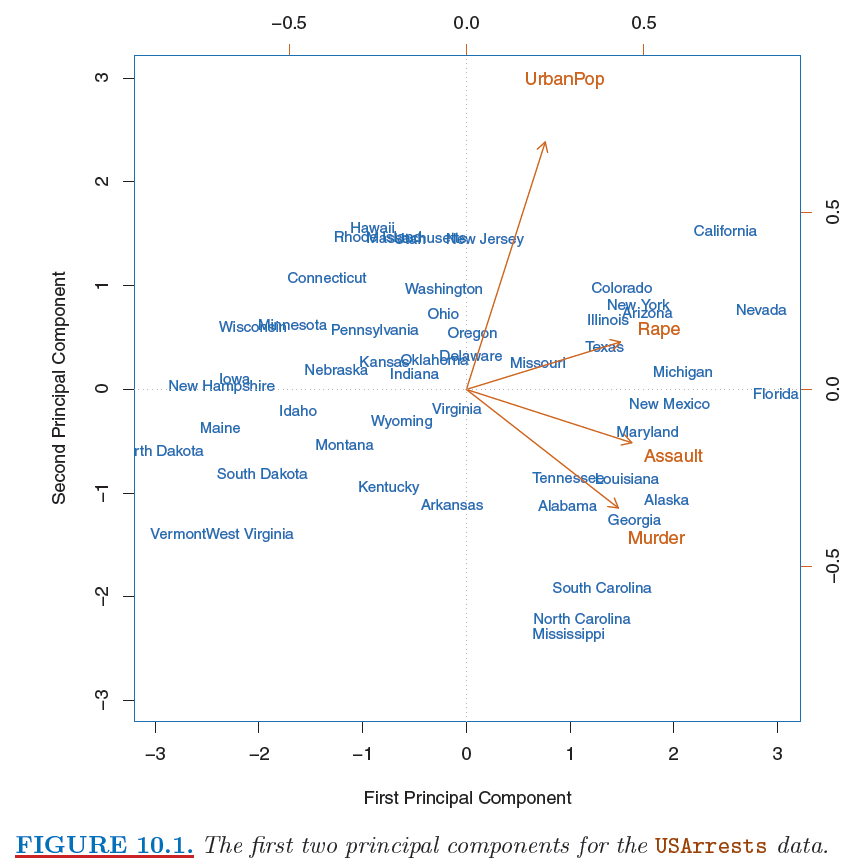 −0.5 0.0 0.5
3
UrbanPop
2
Hawaii
Rhode Island Massachusetts Utah New Jersey
California
0.5
Connecticut
1
Washington
Colorado
New York
Ohio
Arizona
Nevada
Wisconsin Minnesota
Illinois
Pennsylvania
Oregon
Rape
Texas
Delaware
Kansas Oklahoma
Missouri
Nebraska
Indiana
Michigan
Iowa
New Hampshire
0
0.0
Florida
New Mexico
Virginia
Idaho
Wyoming
Maine
Maryland
Montana
rth Dakota
Assault
South Dakota
Tennessee Louisiana
Kentucky
−1
Alaska
Arkansas
Alabama
Georgia
Vermont West Virginia
Murder
−0.5
South Carolina
−2
North Carolina
Mississippi
−3
Second Principal Component
−3 −2 −1 0 1 2 3
First Principal Component
FIGURE 10.1. The first two principal components for the USArrests data.